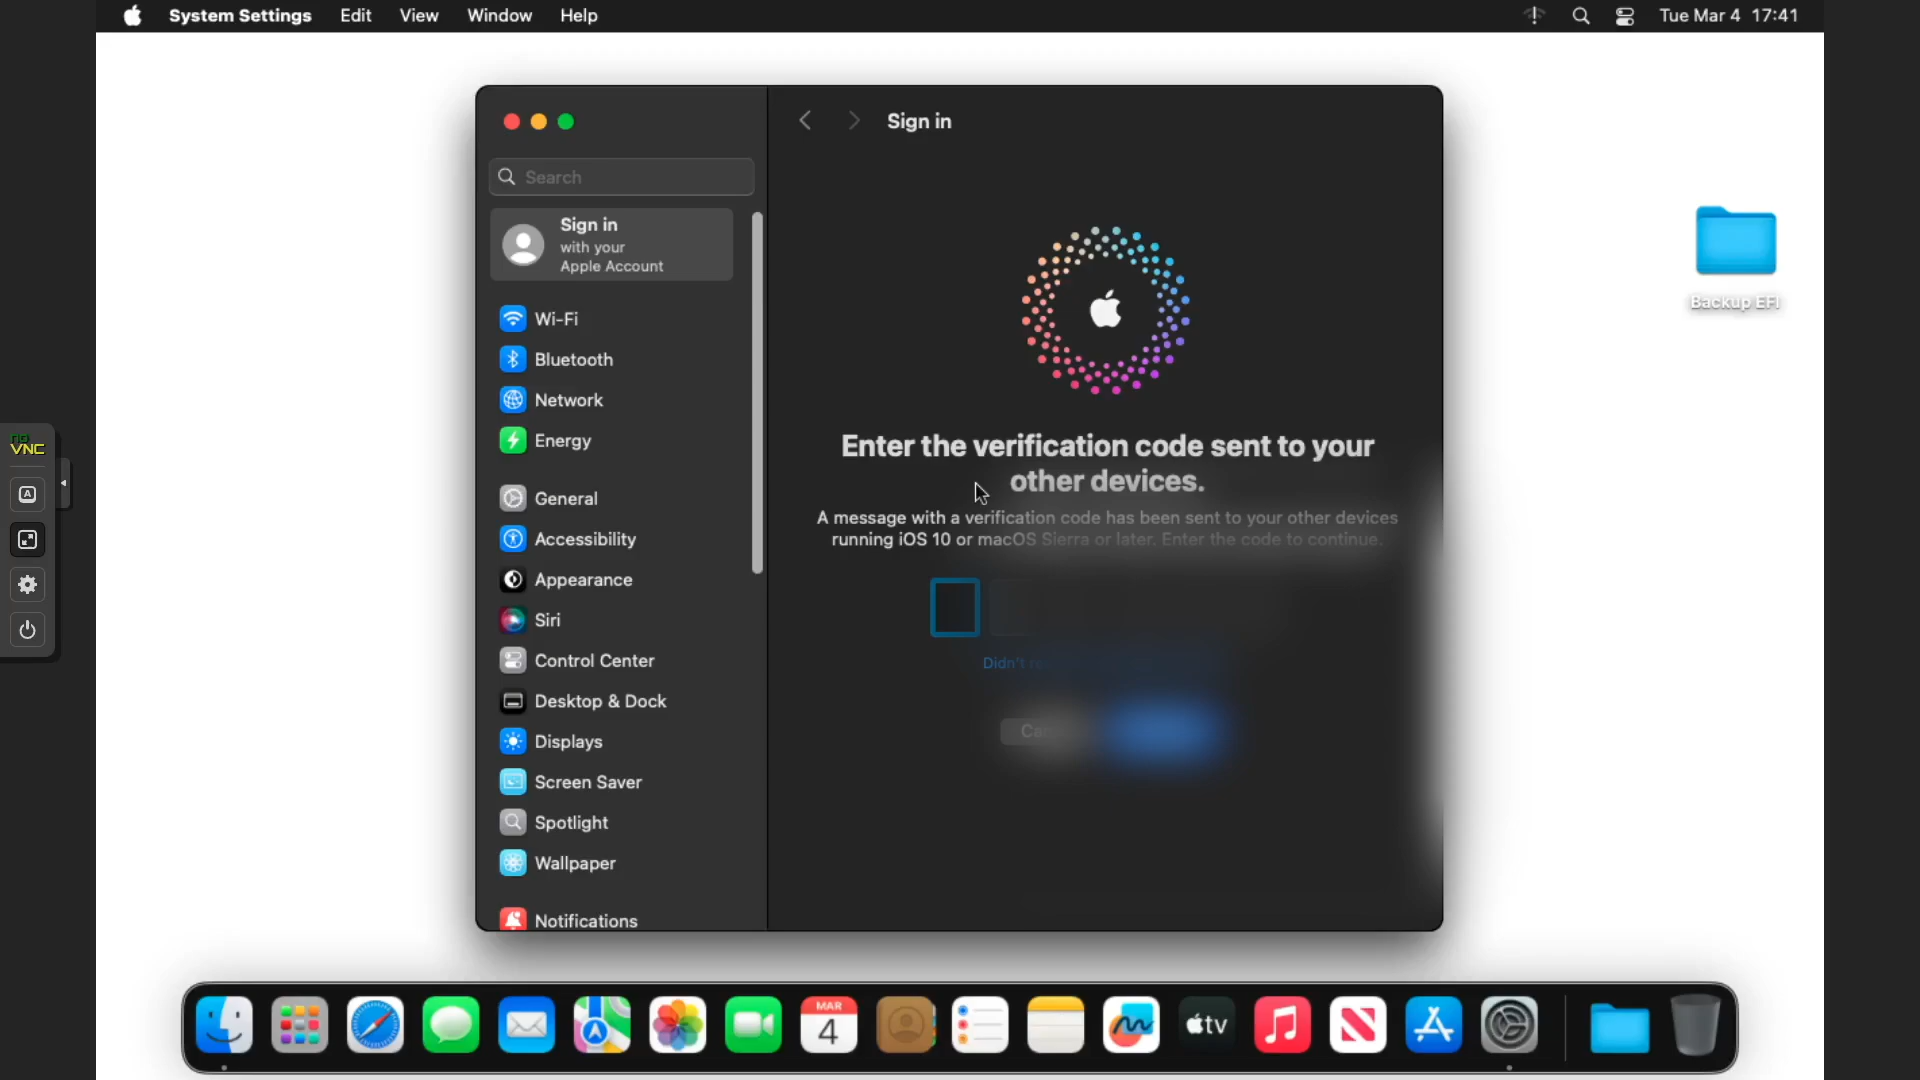 System Settings Edit View Window Help
Tue Mar 4 17:41
Sign in
Search
Sign in
with your
Apple Account
Wi-Fi
Bluetooth
Network
Energy
General
Accessibility
Appearance
Siri
Control Center
Desktop & Dock
Displays
Screen Saver
Spotlight
Wallpaper
Notifications
Enter the verification code sent to your
other devices.
A message with a verification code has been sent to your other devices
running iOS 10 or macOS Sierra or later. Enter the code to continue.
Didn't
Backup EFI
no
VNC
A
MAR
4
tv